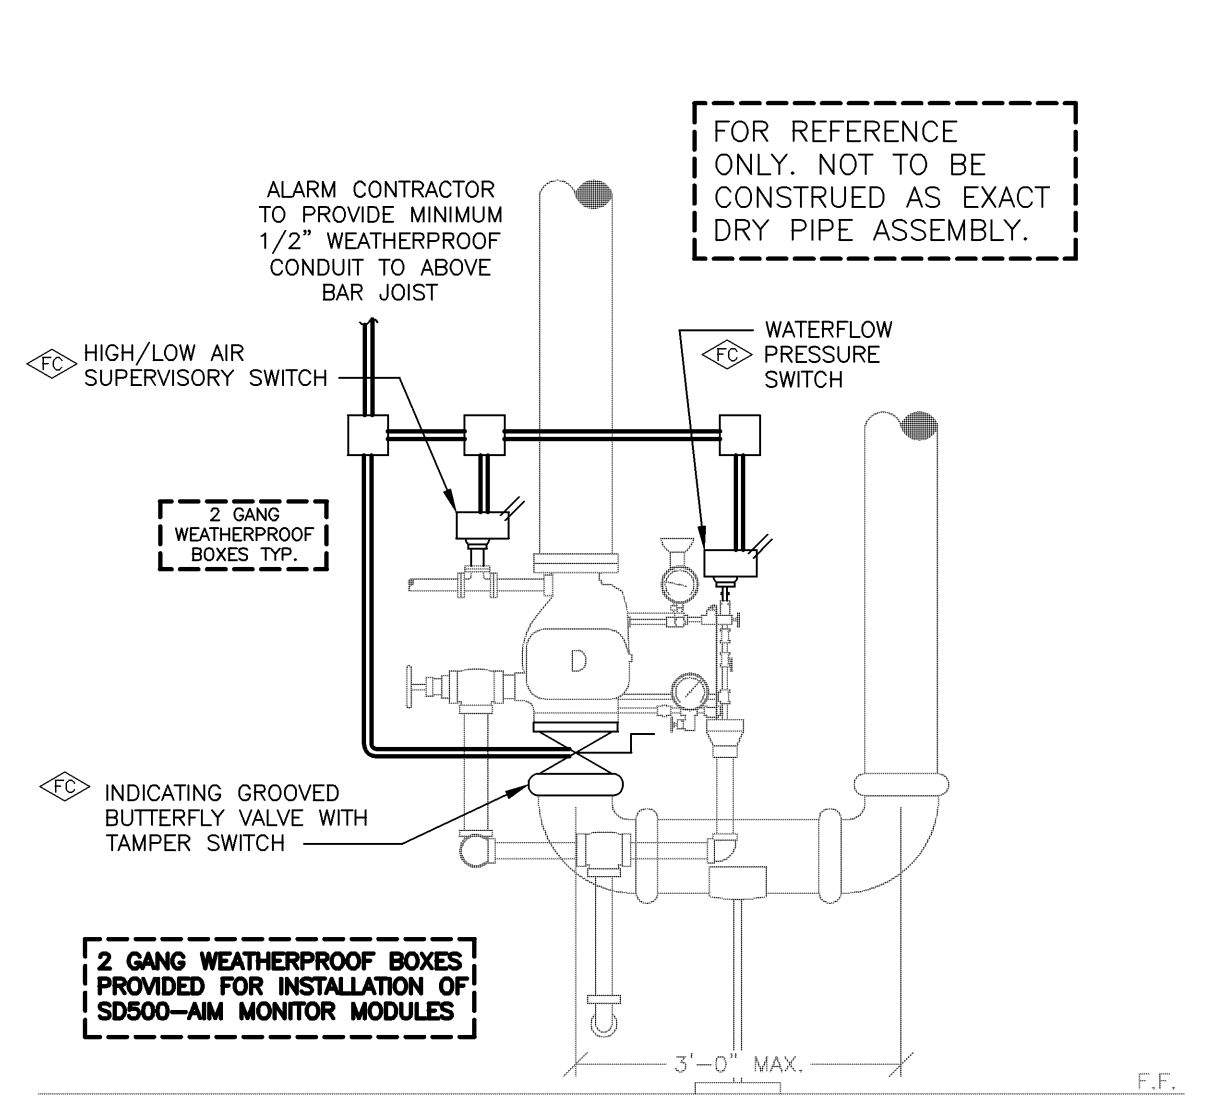 FOR REFERENCE
ONLY. NOT TO BE
CONSTRUED AS EXACT
DRY PIPE ASSEMBLY.
ALARM CONTRACTOR
TO PROVIDE MINIMUM
1/2" WEATHERPROOF
CONDUIT TO ABOVE
BAR JOIST
FC
HIGH/LOW AIR
SUPERVISORY SWITCH
WATERFLOW
FC
PRESSURE
SWITCH
2 GANG
WEATHERPROOF
BOXES TYP.
D
FC
INDICATING GROOVED
BUTTERFLY VALVE WITH
TAMPER SWITCH
2 GANG WEATHERPROOF BOXES
PROVIDED FOR INSTALLATION OF
SD500-AIM MONITOR MODULES
3'-0" MAX.
F.F.